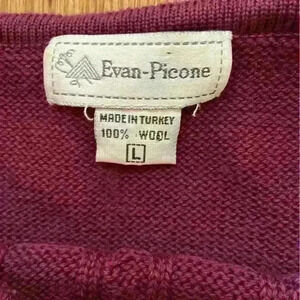 Evan-Picone
MADE IN TURKEY
100% WOOL
L